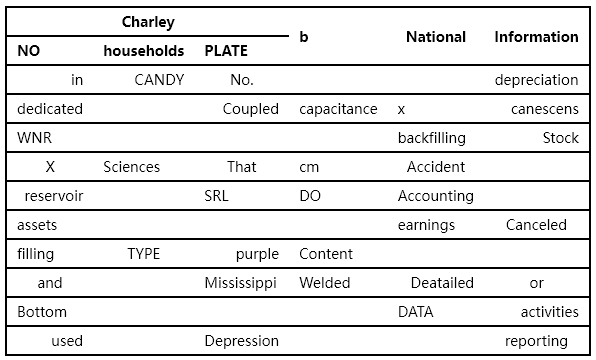 Charley b National Information
NO households PLATE
in CANDY No. depreciation
dedicated Coupled capacitance x canescens
WNR backfilling Stock
X Sciences That cm Accident
reservoir SRL DO Accounting
assets earnings Canceled
filling TYPE purple Content
and Mississippi Welded Deatailed or
Bottom DATA activities
used Depression reporting